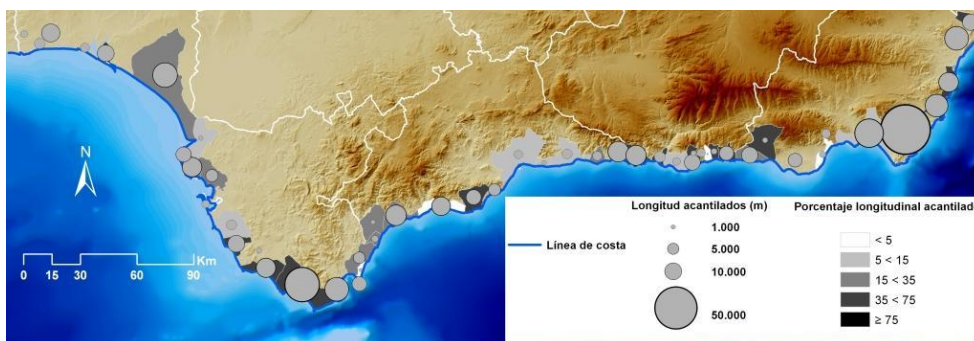 N
0 15 30 60 90
Km
Línea de costa
Longitud acantilados (m)
1.000
5.000
10.000
50.000
Porcentaje longitudinal acantilad
< 5
5 < 15
15 < 35
35 < 75
≥ 75